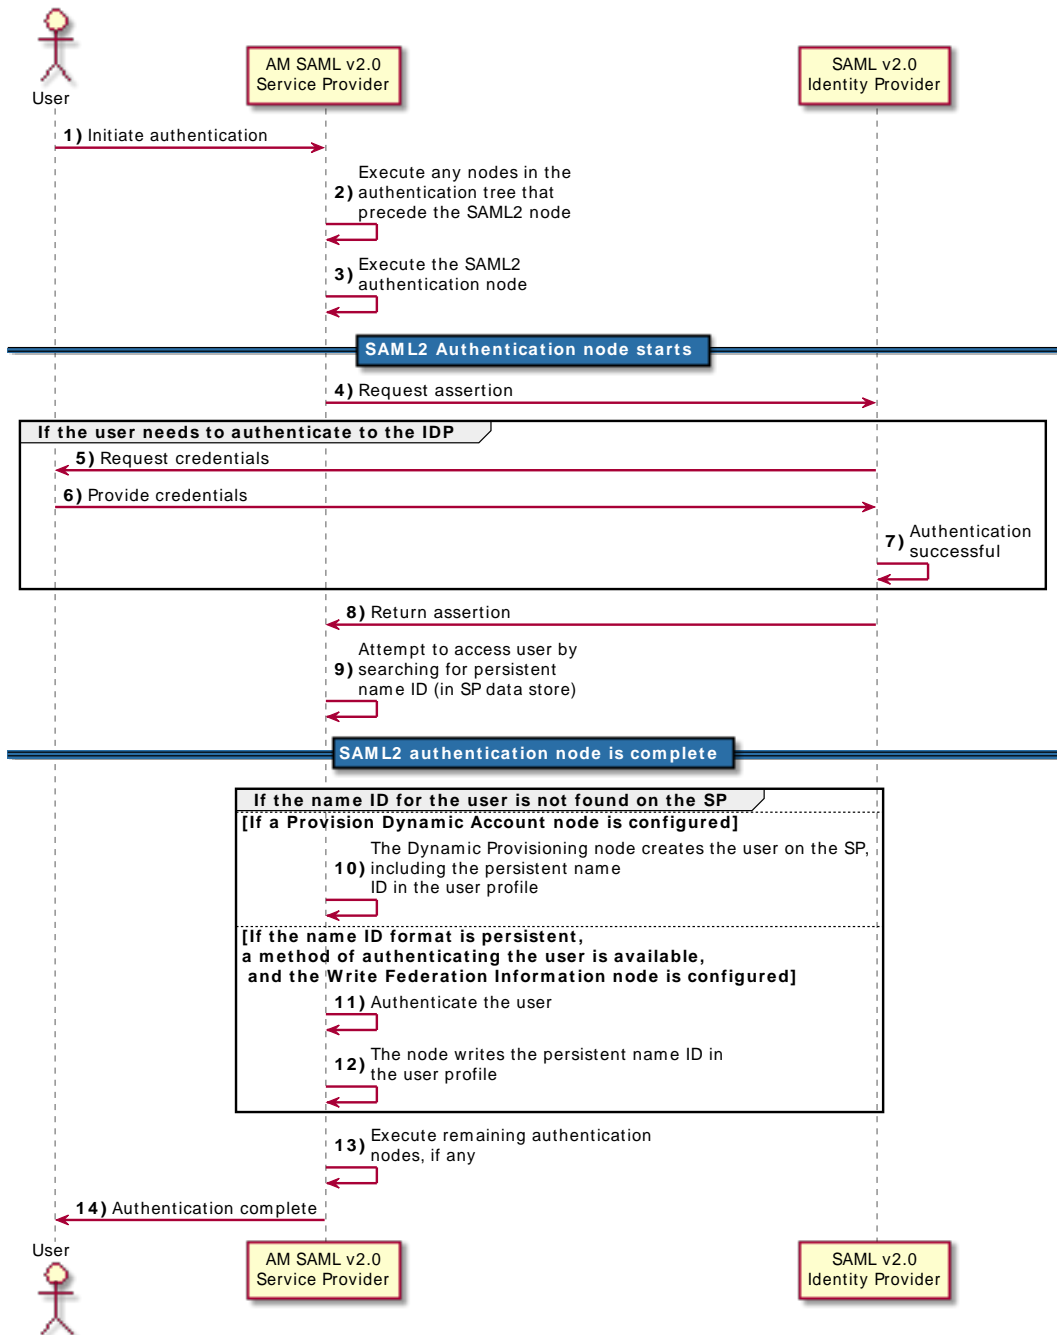 User
AM SAML v2.0
Service Provider
SAML v2.0
Identity Provider
1) Initiate authentication
Execute any nodes in the
2) authentication tree that
precede the SAML2 node
3) Execute the SAML2
authentication node
SAML2 Authentication node starts
4) Request assertion
If the user needs to authenticate to the IDP
5) Request credentials
6) Provide credentials
7) Authentication
successful
8) Return assertion
Attempt to access user by
9) searching for persistent
name ID (in SP data store)
SAML2 authentication node is complete
If the name ID for the user is not found on the SP
[If a Provision Dynamic Account node is configured]
The Dynamic Provisioning node creates the user on the SP,
10) including the persistent name
ID in the user profile
[If the name ID format is persistent,
a method of authenticating the user is available,
and the Write Federation Information node is configured]
11) Authenticate the user
12) The node writes the persistent name ID in
the user profile
13) Execute remaining authentication
nodes, if any
14) Authentication complete
User
AM SAML v2.0
Service Provider
SAML v2.0
Identity Provider